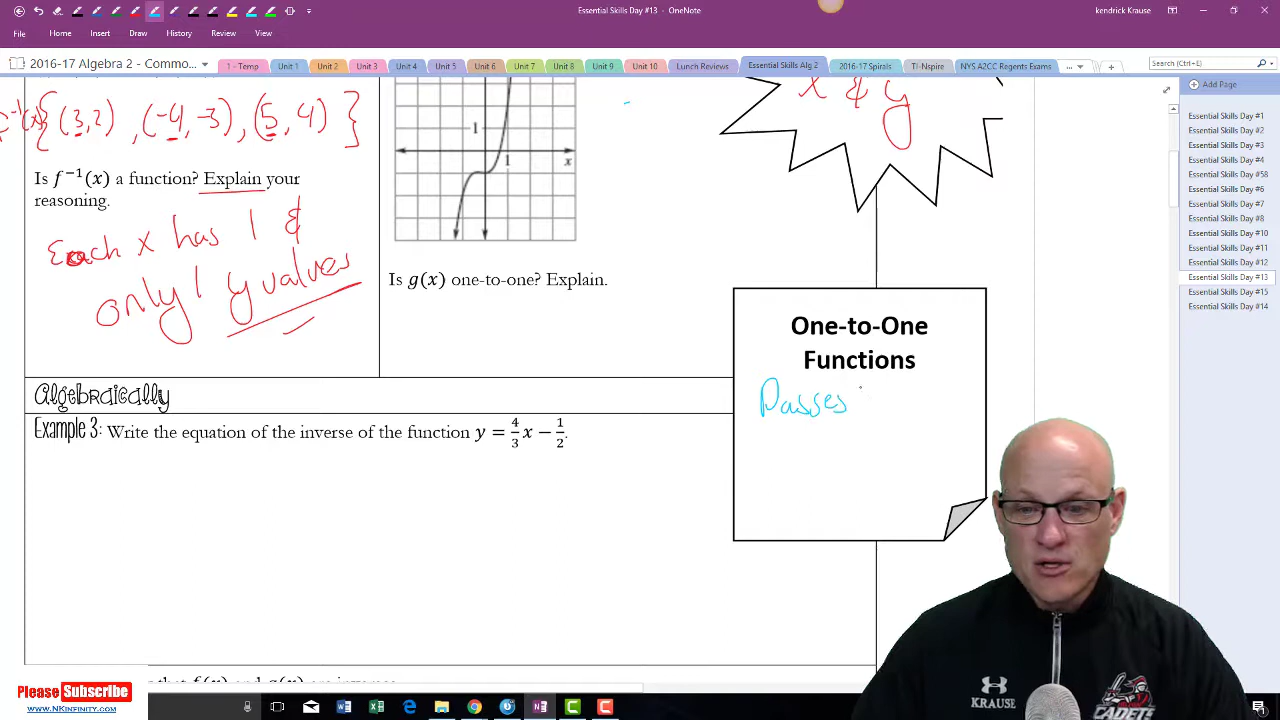 Essential Skills Day #13 - OneNote
kendrick Krause
File Home Insert Draw History Review View
2016-17 Algebra 2 - Commo...
1 - Temp Unit 1 Unit 2 Unit 3 Unit 4 Unit 5 Unit 6 Unit 7 Unit 8 Unit 9 Unit 10 Lunch Reviews Essential Skills Alg 2 2016-17 Spirals TI-Nspire NYS A2CC Regents Exams ...
Search (Ctrl+E)
Add Page
Essential Skills Day #1
Essential Skills Day #2
Essential Skills Day #3
Essential Skills Day #4
Essential Skills Day #58
Essential Skills Day #6
Essential Skills Day #7
Essential Skills Day #8
Essential Skills Day #9
Essential Skills Day #10
Essential Skills Day #12
Essential Skills Day #13
Essential Skills Day #15
Essential Skills Day #14
{(3,2), (-4,-3), (5,4)}
Is f⁻¹(x) a function? Explain your
reasoning.
Each x has 1 &
only 1 y values
1
1
x
Is g(x) one-to-one? Explain.
x & y
One-to-One
Functions
Passes
Algebraically
Example 3: Write the equation of the inverse of the function y = 4/3 x − 1/2.
Please Subscribe
www.NKinfinity.com
KRAUSE
CADETS